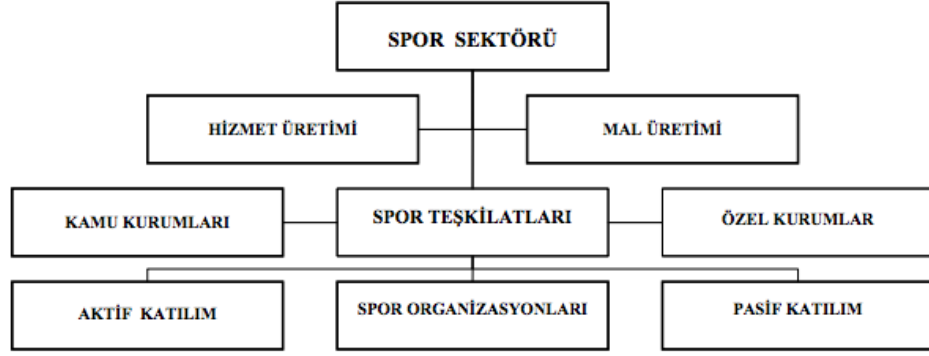 SPOR SEKTÖRÜ
HİZMET ÜRETİMİ
MAL ÜRETİMİ
KAMU KURUMLARI
SPOR TEŞKİLATLARI
ÖZEL KURUMLAR
AKTİF KATILIM
SPOR ORGANİZASYONLARI
PASİF KATILIM